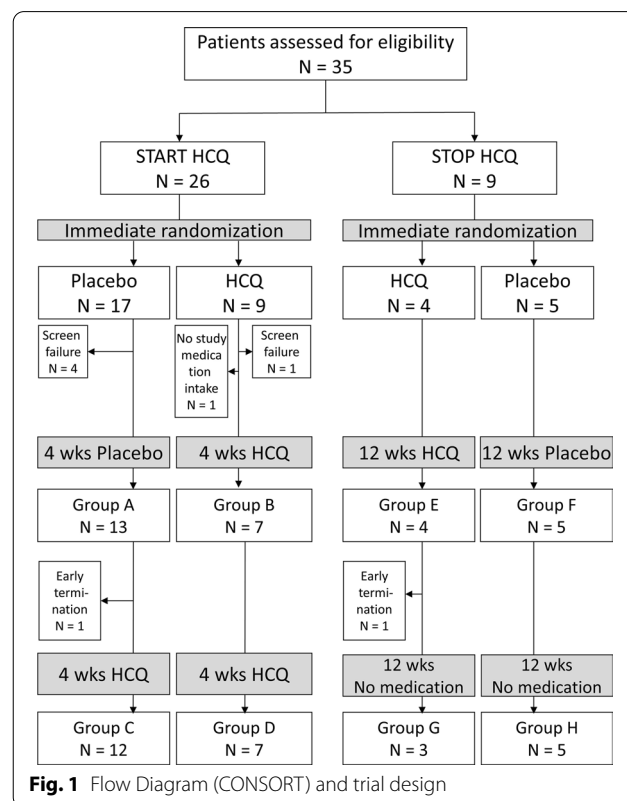 Patients assessed for eligibility
N = 35
START HCQ
N = 26
STOP HCQ
N = 9
Immediate randomization
Immediate randomization
Placebo
N = 17
HCQ
N = 9
HCQ
N = 4
Placebo
N = 5
Screen
failure
N = 4
No study
medica
tion
intake
N = 1
Screen
failure
N = 1
4 wks Placebo
4 wks HCQ
12 wks HCQ
12 wks Placebo
Group A
N = 13
Group B
N = 7
Group E
N = 4
Group F
N = 5
Early
termi-
nation
N = 1
Early
termi-
nation
N = 1
4 wks HCQ
4 wks HCQ
12 wks
No medication
12 wks
No medication
Group C
N = 12
Group D
N = 7
Group G
N = 3
Group H
N = 5
Fig. 1 Flow Diagram (CONSORT) and trial design